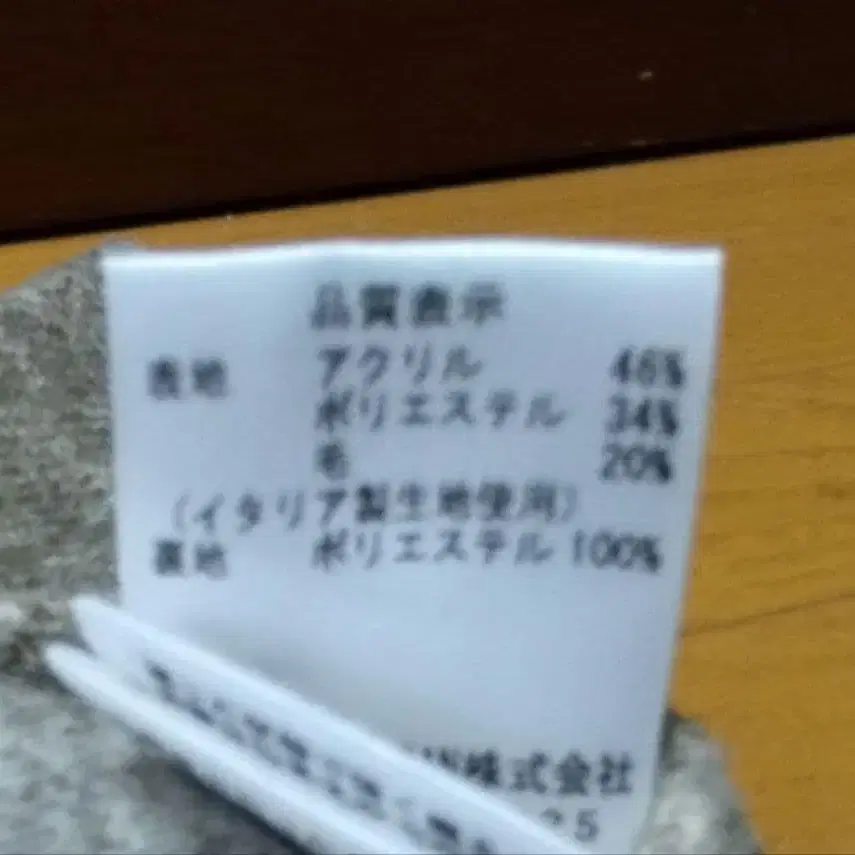 品質表示
表地 アクリル 46%
ポリエステル 34%
毛 20%
(イタリア製生地使用)
裏地 ポリエステル 100%
株式会社
25